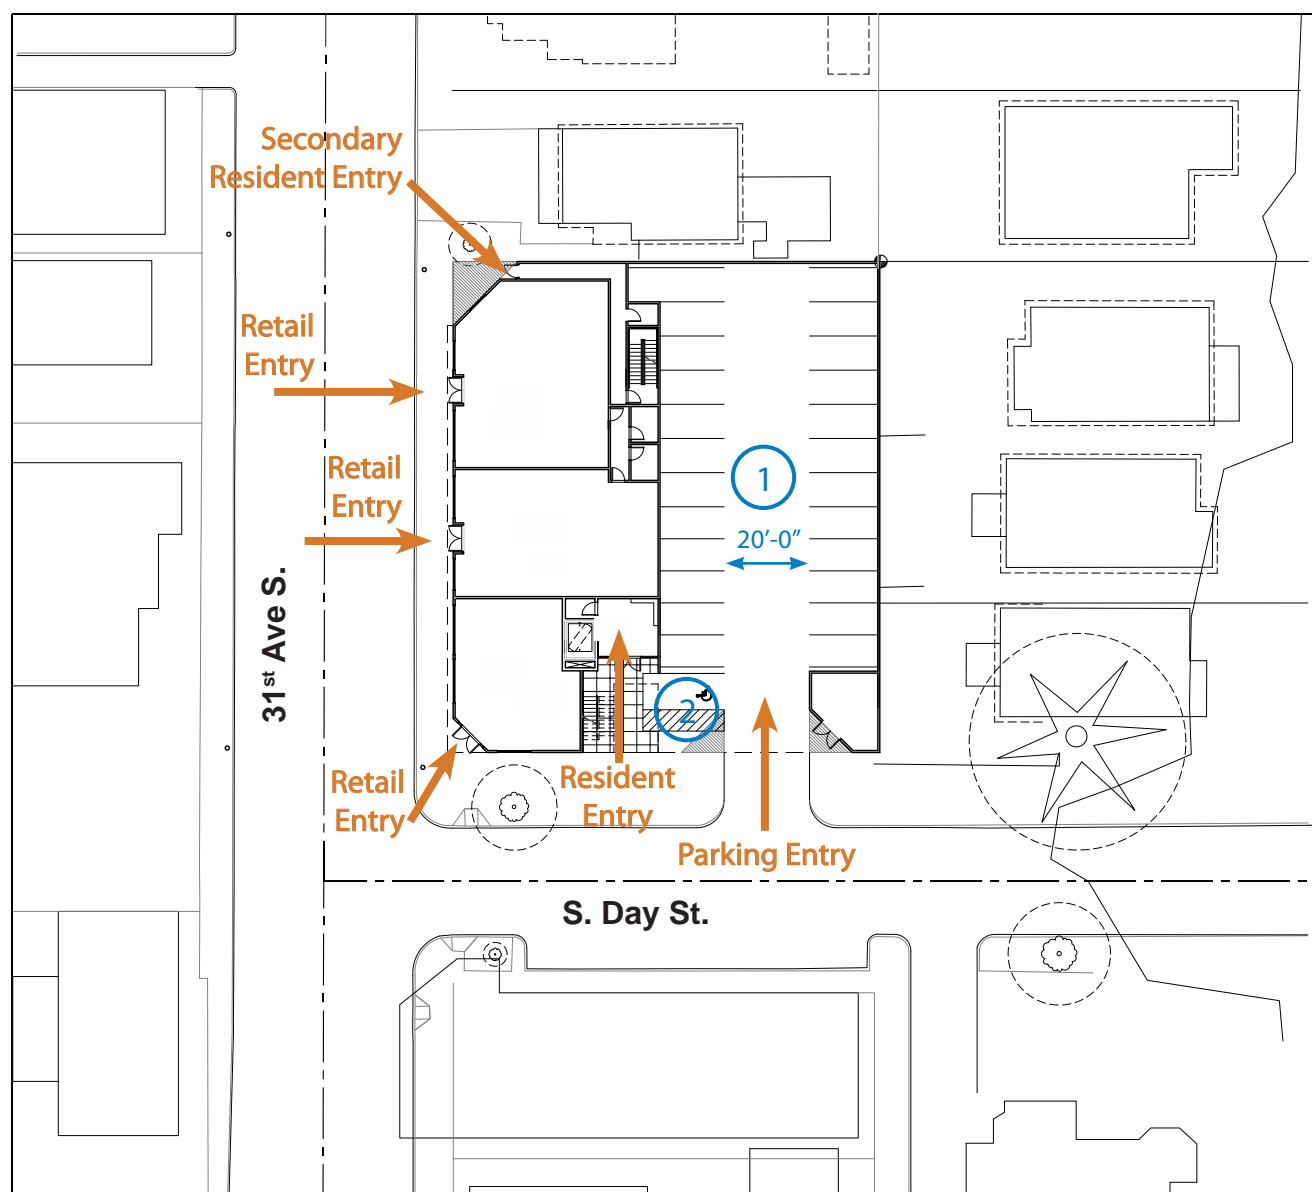 Secondary
Resident Entry
Retail
Entry
Retail
Entry
1
20'-0"
31st Ave S.
2
Retail
Entry
Resident
Entry
Parking Entry
S. Day St.